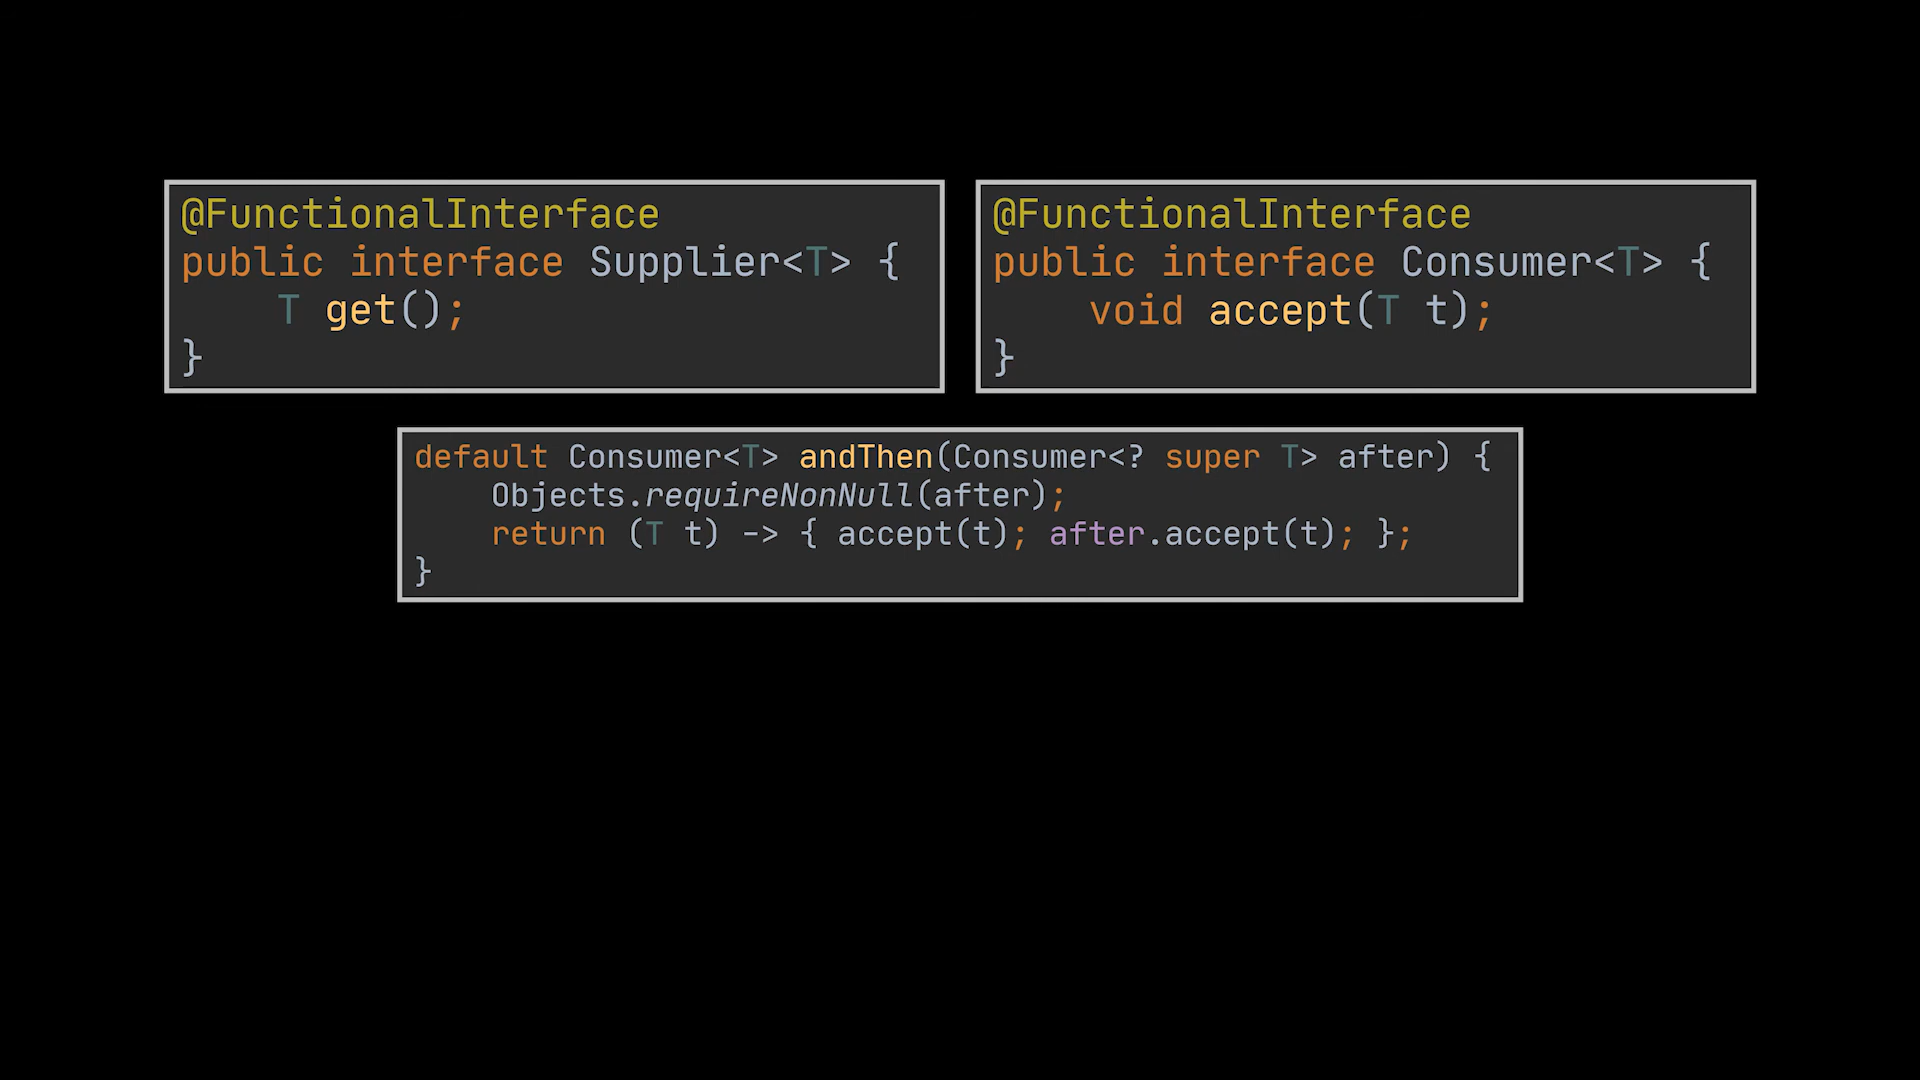 @FunctionalInterface
public interface Supplier<T> {
    T get();
}
@FunctionalInterface
public interface Consumer<T> {
    void accept(T t);
}
default Consumer<T> andThen(Consumer<? super T> after) {
    Objects.requireNonNull(after);
    return (T t) -> { accept(t); after.accept(t); };
}